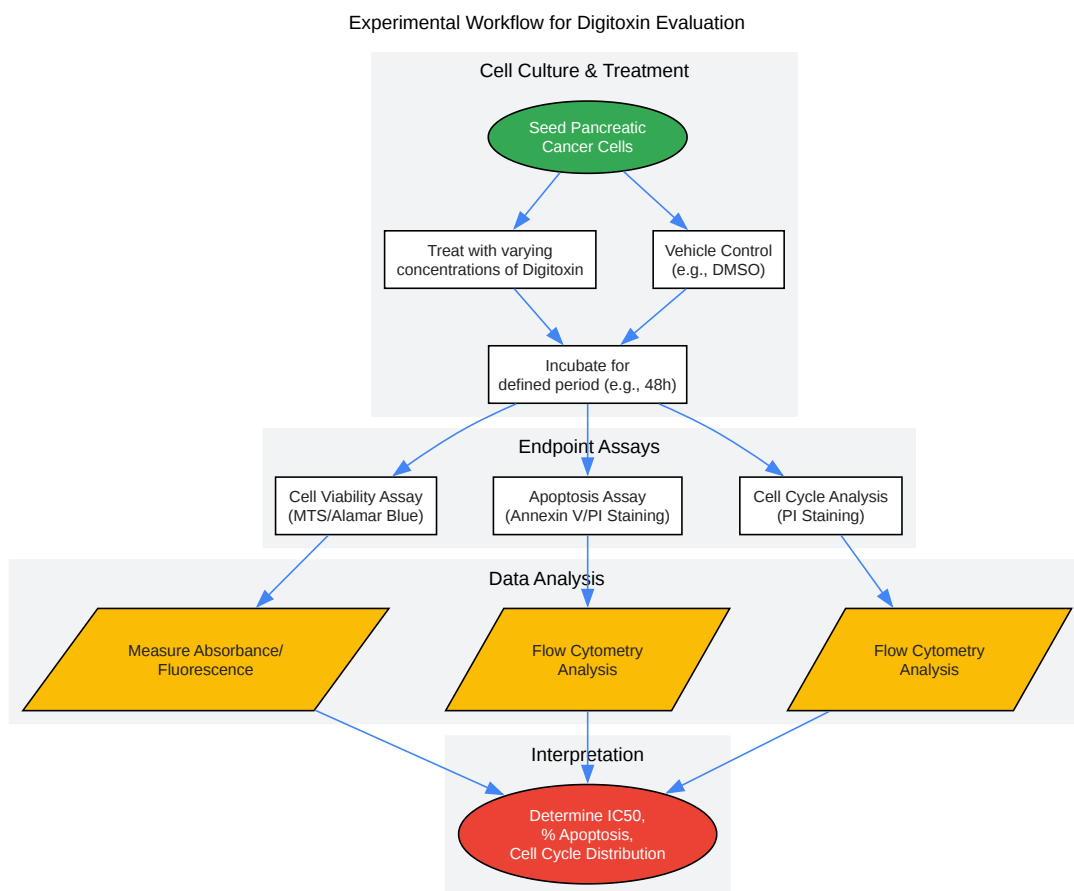 Experimental Workflow for Digitoxin Evaluation
Cell Culture & Treatment
Seed Pancreatic
Cancer Cells
Treat with varying
concentrations of Digitoxin
Vehicle Control
(e.g., DMSO)
Incubate for
defined period (e.g., 48h)
Endpoint Assays
Cell Viability Assay
(MTS/Alamar Blue)
Apoptosis Assay
(Annexin V/PI Staining)
Cell Cycle Analysis
(PI Staining)
Data Analysis
Measure Absorbance/
Fluorescence
Flow Cytometry
Analysis
Flow Cytometry
Analysis
Interpretation
Determine IC50,
% Apoptosis,
Cell Cycle Distribution